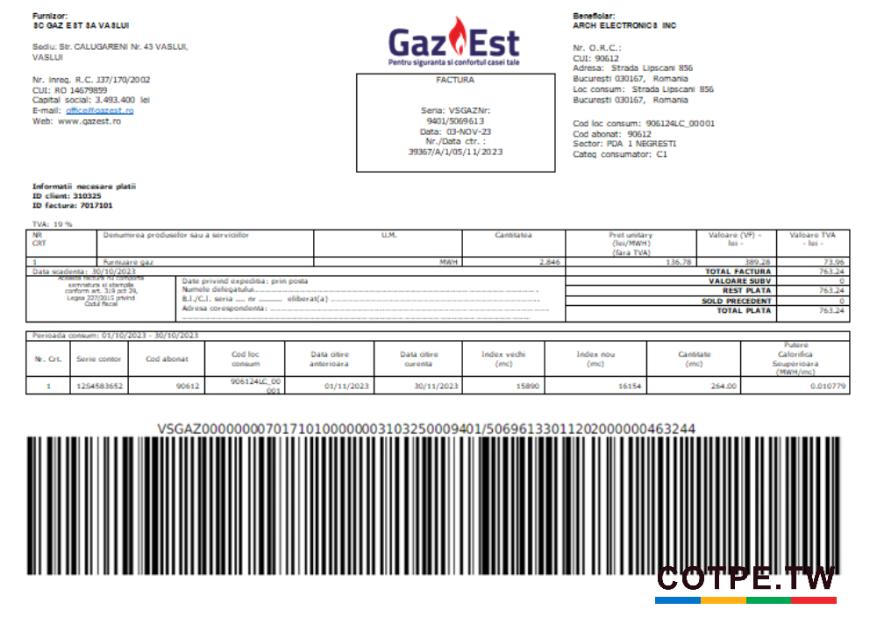 Furnizor:
SC GAZ EST SA VASLUI
Sediu: Str. CALUGARENI Nr. 43 VASLUI,
VASLUI
Nr. inreg. R.C. J37/170/2002
CUI: RO 14679859
Capital social: 3.493.400 lei
E-mail: office@gazest.ro
Web: www.gazest.ro
Gaz Est
Pentru siguranta si confortul casei tale
FACTURA
Seria: VSGAZNr:
9401/5069613
Data: 03-NOV-23
Nr./Data ctr. :
39367/A/1/05/11/2023
Beneficiar:
ARCH ELECTRONICS INC
Nr. O.R.C.:
CUI: 90612
Adresa: Strada Lipscani 856
București 030167, Romania
Loc consum: Strada Lipscani 856
București 030167, Romania
Cod loc consum: 906124LC_00001
Cod abonat: 90612
Sector: PDA 1 NEGRESTI
Categ consumator: C1
Informatii necesare platii
ID client: 310325
ID factura: 7017101
TVA: 19 %
NR CRT Denumirea produselor sau a serviciilor U.M. Cantitatea Pret unitary (lei/MWH) (fara TVA) Valoare (VF) - lei - Valoare TVA - lei -
1 Furnizare gaz MWH 2.846 136.78 389.28 73.96
Data scadenta: 30/10/2023 TOTAL FACTURA 763.24
VALOARE SUBV 0
REST PLATA 763.24
SOLD PRECEDENT 0
TOTAL PLATA 763.24
Aceasta factura nu comporta
semnatura si stampila
conform art. 319 pct 29,
Legea 227/2015 privind
Codul fiscal
Date privind expeditia: prin posta
Numele delegatului
B.I./C.I. seria .... nr ......... eliberat(a)
Adresa corespondenta:
Perioada consum: 01/10/2023 - 30/10/2023
Nr. Crt. Serie contor Cod abonat Cod loc consum Data citire anterioara Data citire curenta Index vechi (mc) Index nou (mc) Cantitate (mc) Putere Calorifica Seuperioara (MWH/mc)
1 1254583652 90612 906124LC_00001 01/11/2023 30/11/2023 15890 16154 264.00 0.010779
VSGAZ00000000701710100000003103250009401/506961330112020000000463244
COTPE.TW